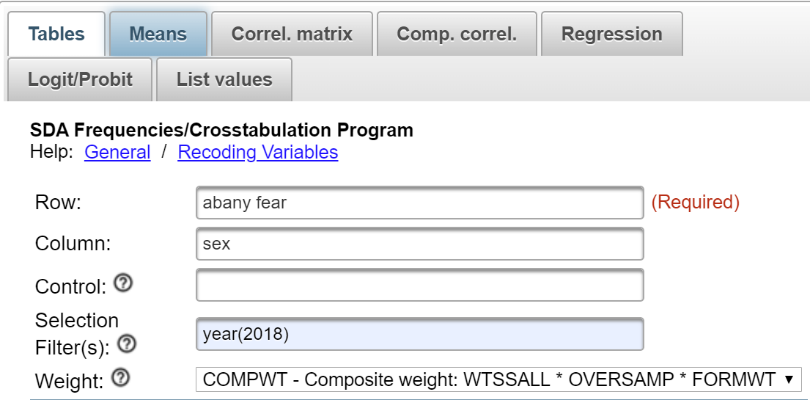 Tables Means Correl. matrix Comp. correl. Regression
Logit/Probit List values
SDA Frequencies/Crosstabulation Program
Help: General / Recoding Variables
Row: abany fear (Required)
Column: sex
Control: ?
Selection
Filter(s): ? year(2018)
Weight: ? COMPWT - Composite weight: WTSSALL * OVERSAMP * FORMWT ▼